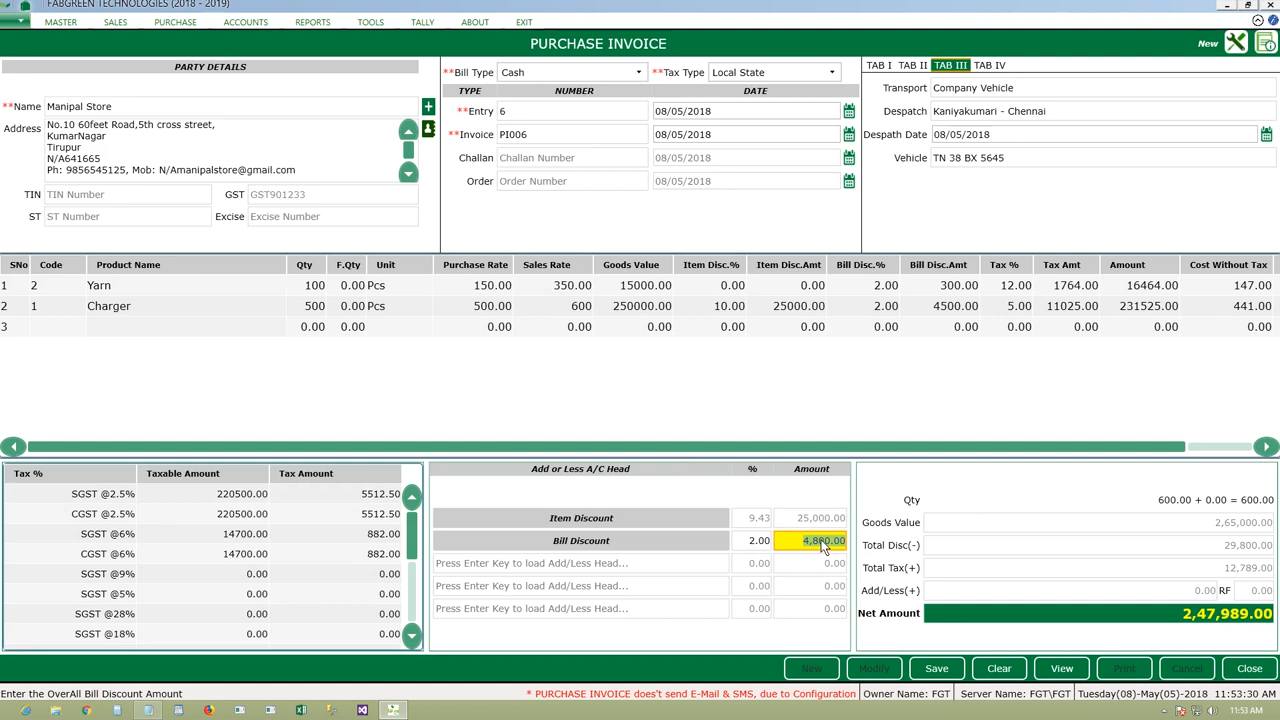 FABGREEN TECHNOLOGIES (2018 - 2019)
MASTER SALES PURCHASE ACCOUNTS REPORTS TOOLS TALLY ABOUT EXIT
PURCHASE INVOICE
New
PARTY DETAILS
**Name Manipal Store
Address No.10 60feet Road,5th cross street,
KumarNagar
Tirupur
N/A641665
Ph: 9856545125, Mob: N/Amanipalstore@gmail.com
TIN TIN Number GST GST901233
ST ST Number Excise Excise Number
**Bill Type Cash **Tax Type Local State
TYPE NUMBER DATE
**Entry 6 08/05/2018
**Invoice PI006 08/05/2018
Challan Challan Number 08/05/2018
Order Order Number 08/05/2018
TAB I TAB II TAB III TAB IV
Transport Company Vehicle
Despatch Kaniyakumari - Chennai
Despath Date 08/05/2018
Vehicle TN 38 BX 5645
SNo Code Product Name Qty F.Qty Unit Purchase Rate Sales Rate Goods Value Item Disc.% Item Disc.Amt Bill Disc.% Bill Disc.Amt Tax % Tax Amt Amount Cost Without Tax
1 2 Yarn 100 0.00 Pcs 150.00 350.00 15000.00 0.00 0.00 2.00 300.00 12.00 1764.00 16464.00 147.00
2 1 Charger 500 0.00 Pcs 500.00 600 250000.00 10.00 25000.00 2.00 4500.00 5.00 11025.00 231525.00 441.00
3 0.00 0.00 0.00 0.00 0.00 0.00 0.00 0.00 0.00 0.00 0.00 0.00 0.00
Tax % Taxable Amount Tax Amount
SGST @2.5% 220500.00 5512.50
CGST @2.5% 220500.00 5512.50
SGST @6% 14700.00 882.00
CGST @6% 14700.00 882.00
SGST @9% 0.00 0.00
SGST @5% 0.00 0.00
SGST @28% 0.00 0.00
SGST @18% 0.00 0.00
Add or Less A/C Head % Amount
Item Discount 9.43 25,000.00
Bill Discount 2.00 4,800.00
Press Enter Key to load Add/Less Head... 0.00 0.00
Press Enter Key to load Add/Less Head... 0.00 0.00
Press Enter Key to load Add/Less Head... 0.00 0.00
Qty 600.00 + 0.00 = 600.00
Goods Value 2,65,000.00
Total Disc(-) 29,800.00
Total Tax(+) 12,789.00
Add/Less(+) 0.00 RF 0.00
Net Amount 2,47,989.00
New Modify Save Clear View Print Cancel Close
Enter the OverAll Bill Discount Amount * PURCHASE INVOICE does't send E-Mail & SMS, due to Configuration Owner Name: FGT Server Name: FGT\FGT Tuesday(08)-May(05)-2018 11:53:30 AM
11:53 AM